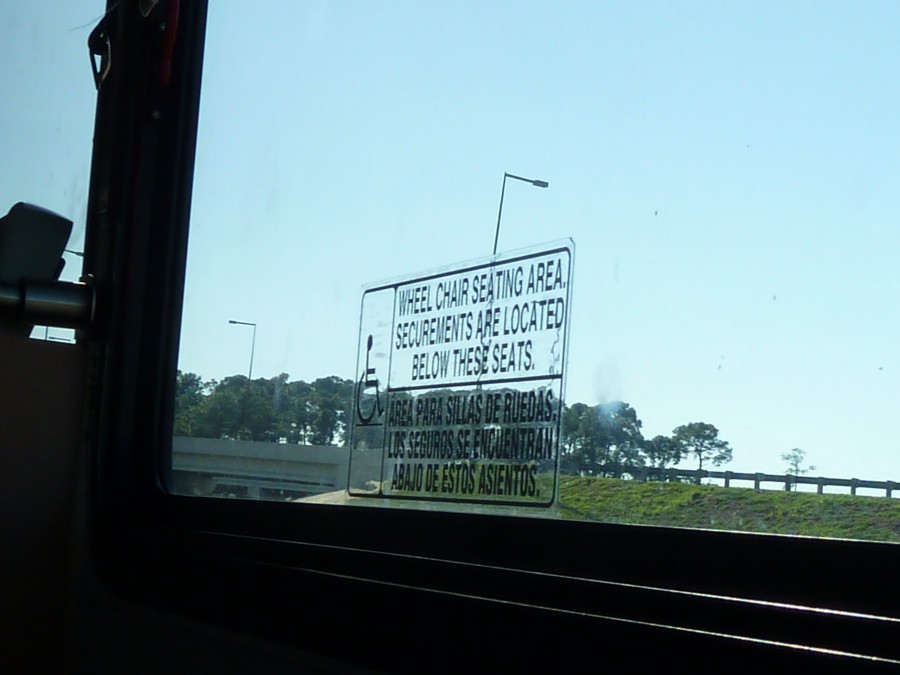 WHEEL CHAIR SEATING AREA.
SECUREMENTS ARE LOCATED
BELOW THESE SEATS.
AREA PARA SILLAS DE RUEDAS.
LOS SEGUROS SE ENCUENTRAN
ABAJO DE ESTOS ASIENTOS.